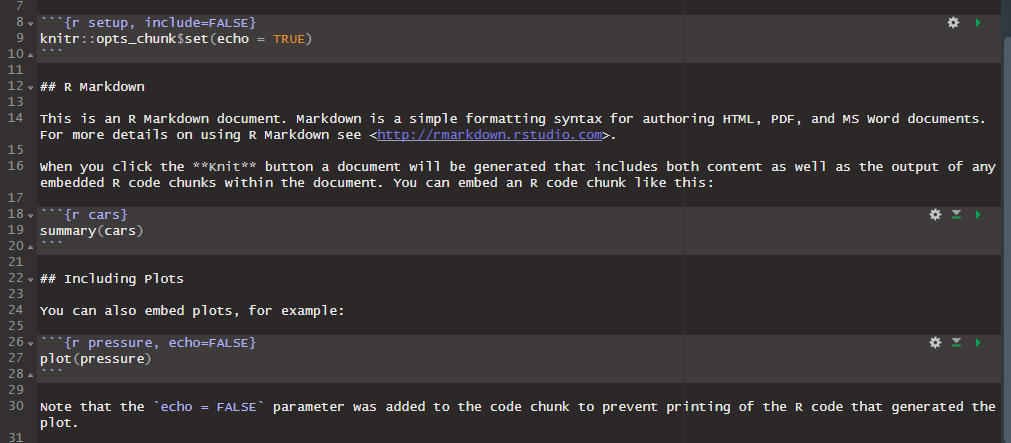 7
8 ```{r setup, include=FALSE}
9 knitr::opts_chunk$set(echo = TRUE)
10 ```
11
12 ## R Markdown
13
14 This is an R Markdown document. Markdown is a simple formatting syntax for authoring HTML, PDF, and MS Word documents.
For more details on using R Markdown see <http://rmarkdown.rstudio.com>.
15
16 When you click the **Knit** button a document will be generated that includes both content as well as the output of any
embedded R code chunks within the document. You can embed an R code chunk like this:
17
18 ```{r cars}
19 summary(cars)
20 ```
21
22 ## Including Plots
23
24 You can also embed plots, for example:
25
26 ```{r pressure, echo=FALSE}
27 plot(pressure)
28 ```
29
30 Note that the `echo = FALSE` parameter was added to the code chunk to prevent printing of the R code that generated the
plot.
31